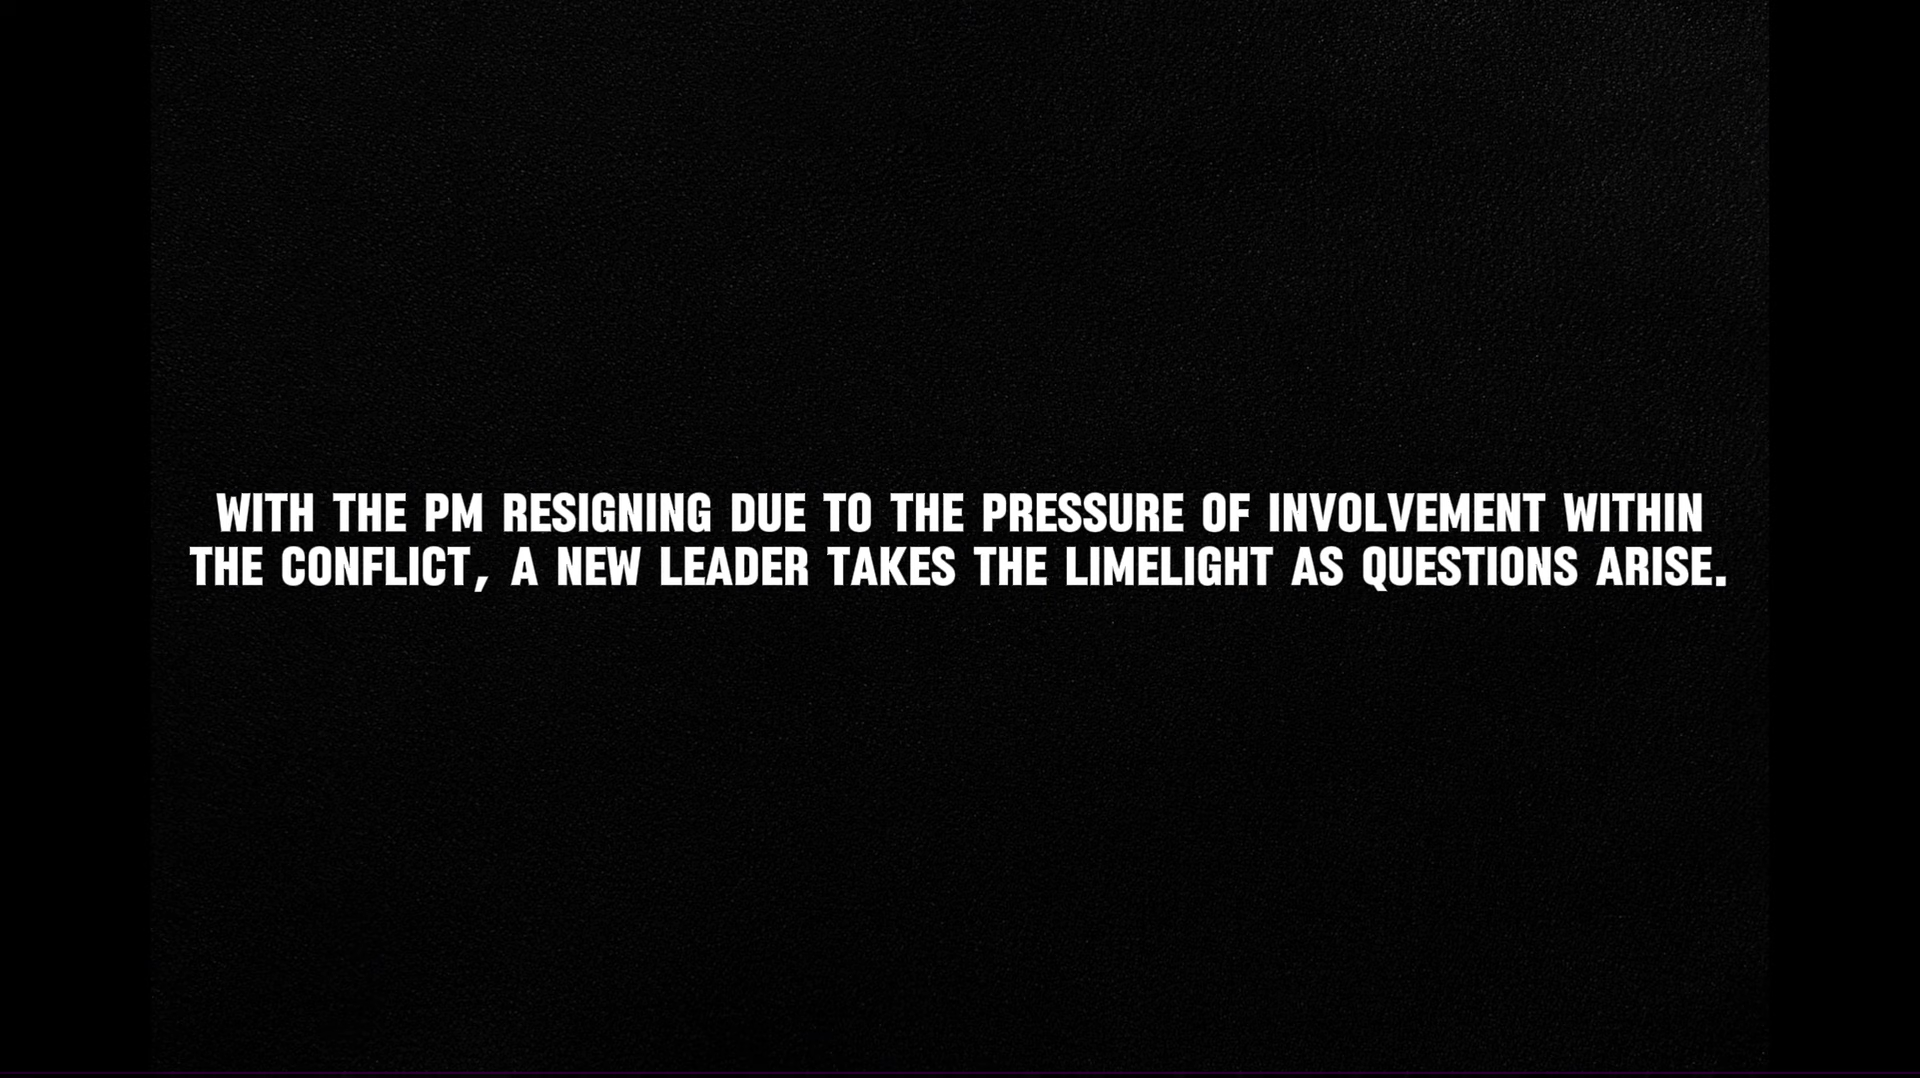 WITH THE PM RESIGNING DUE TO THE PRESSURE OF INVOLVEMENT WITHIN
THE CONFLICT, A NEW LEADER TAKES THE LIMELIGHT AS QUESTIONS ARISE.